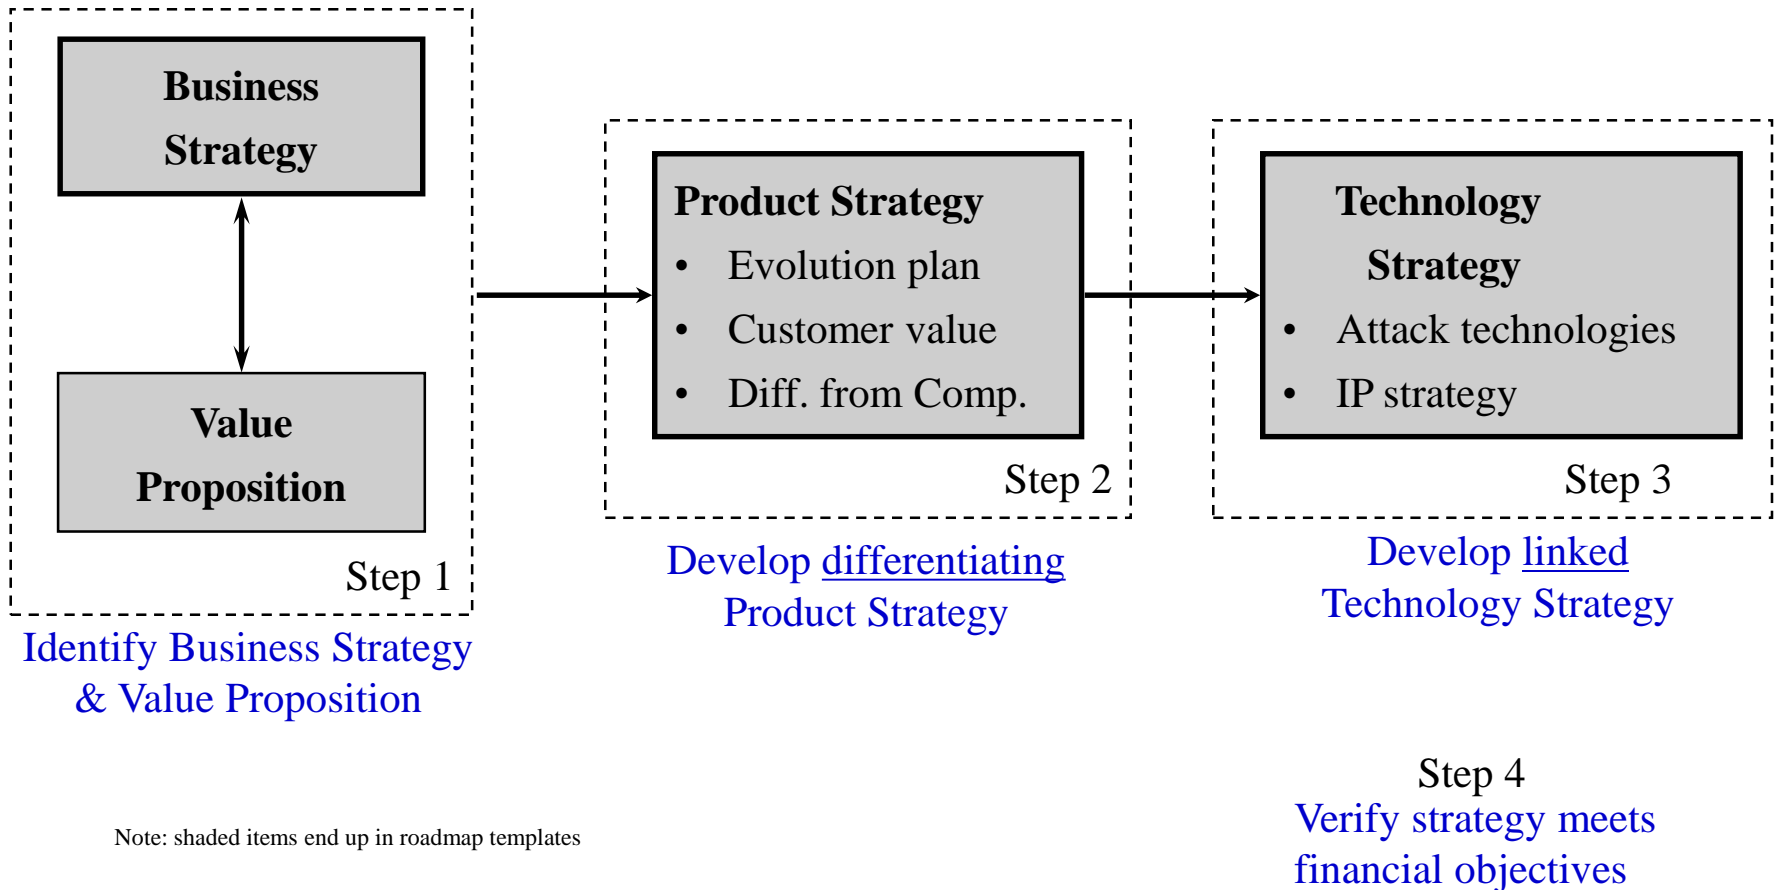 Business
Strategy
Value
Proposition
Step 1
Identify Business Strategy
& Value Proposition
Product Strategy
• Evolution plan
• Customer value
• Diff. from Comp.
Step 2
Develop differentiating
Product Strategy
Technology
Strategy
• Attack technologies
• IP strategy
Step 3
Develop linked
Technology Strategy
Step 4
Verify strategy meets
financial objectives
Note: shaded items end up in roadmap templates